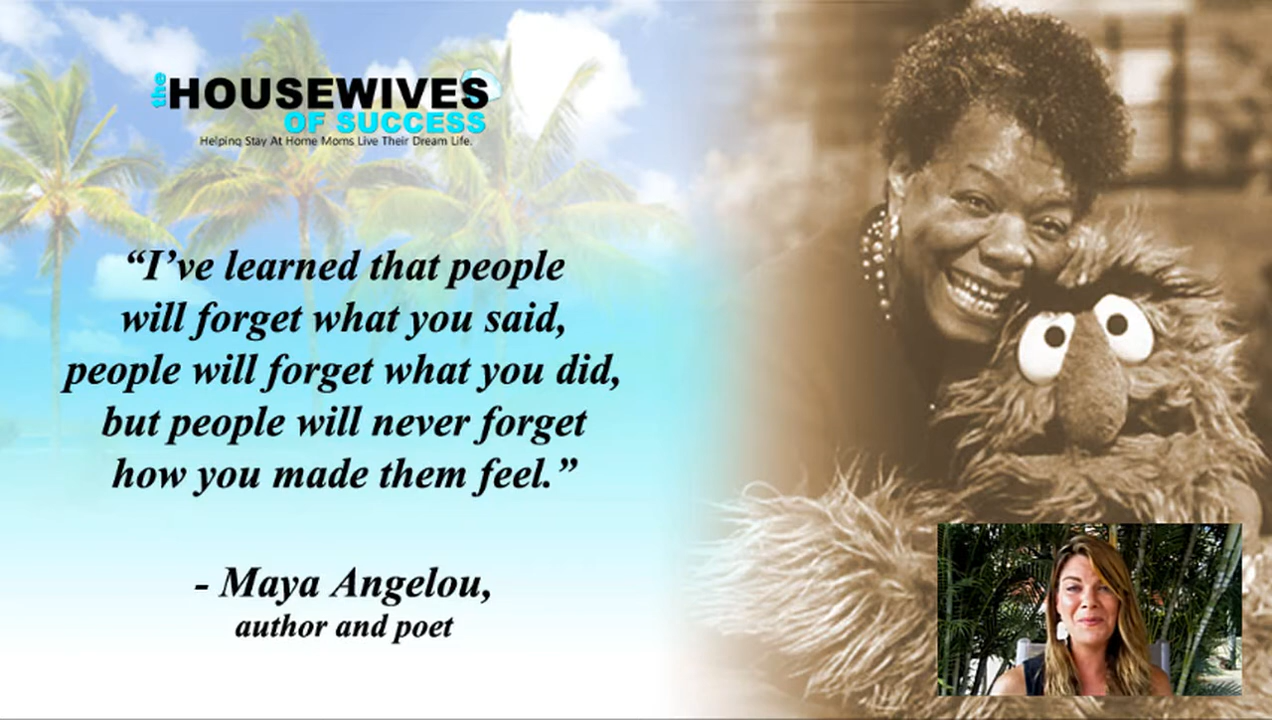 the HOUSEWIVES
OF SUCCESS
Helping Stay At Home Moms Live Their Dream Life.
“I’ve learned that people
will forget what you said,
people will forget what you did,
but people will never forget
how you made them feel.”
- Maya Angelou,
author and poet